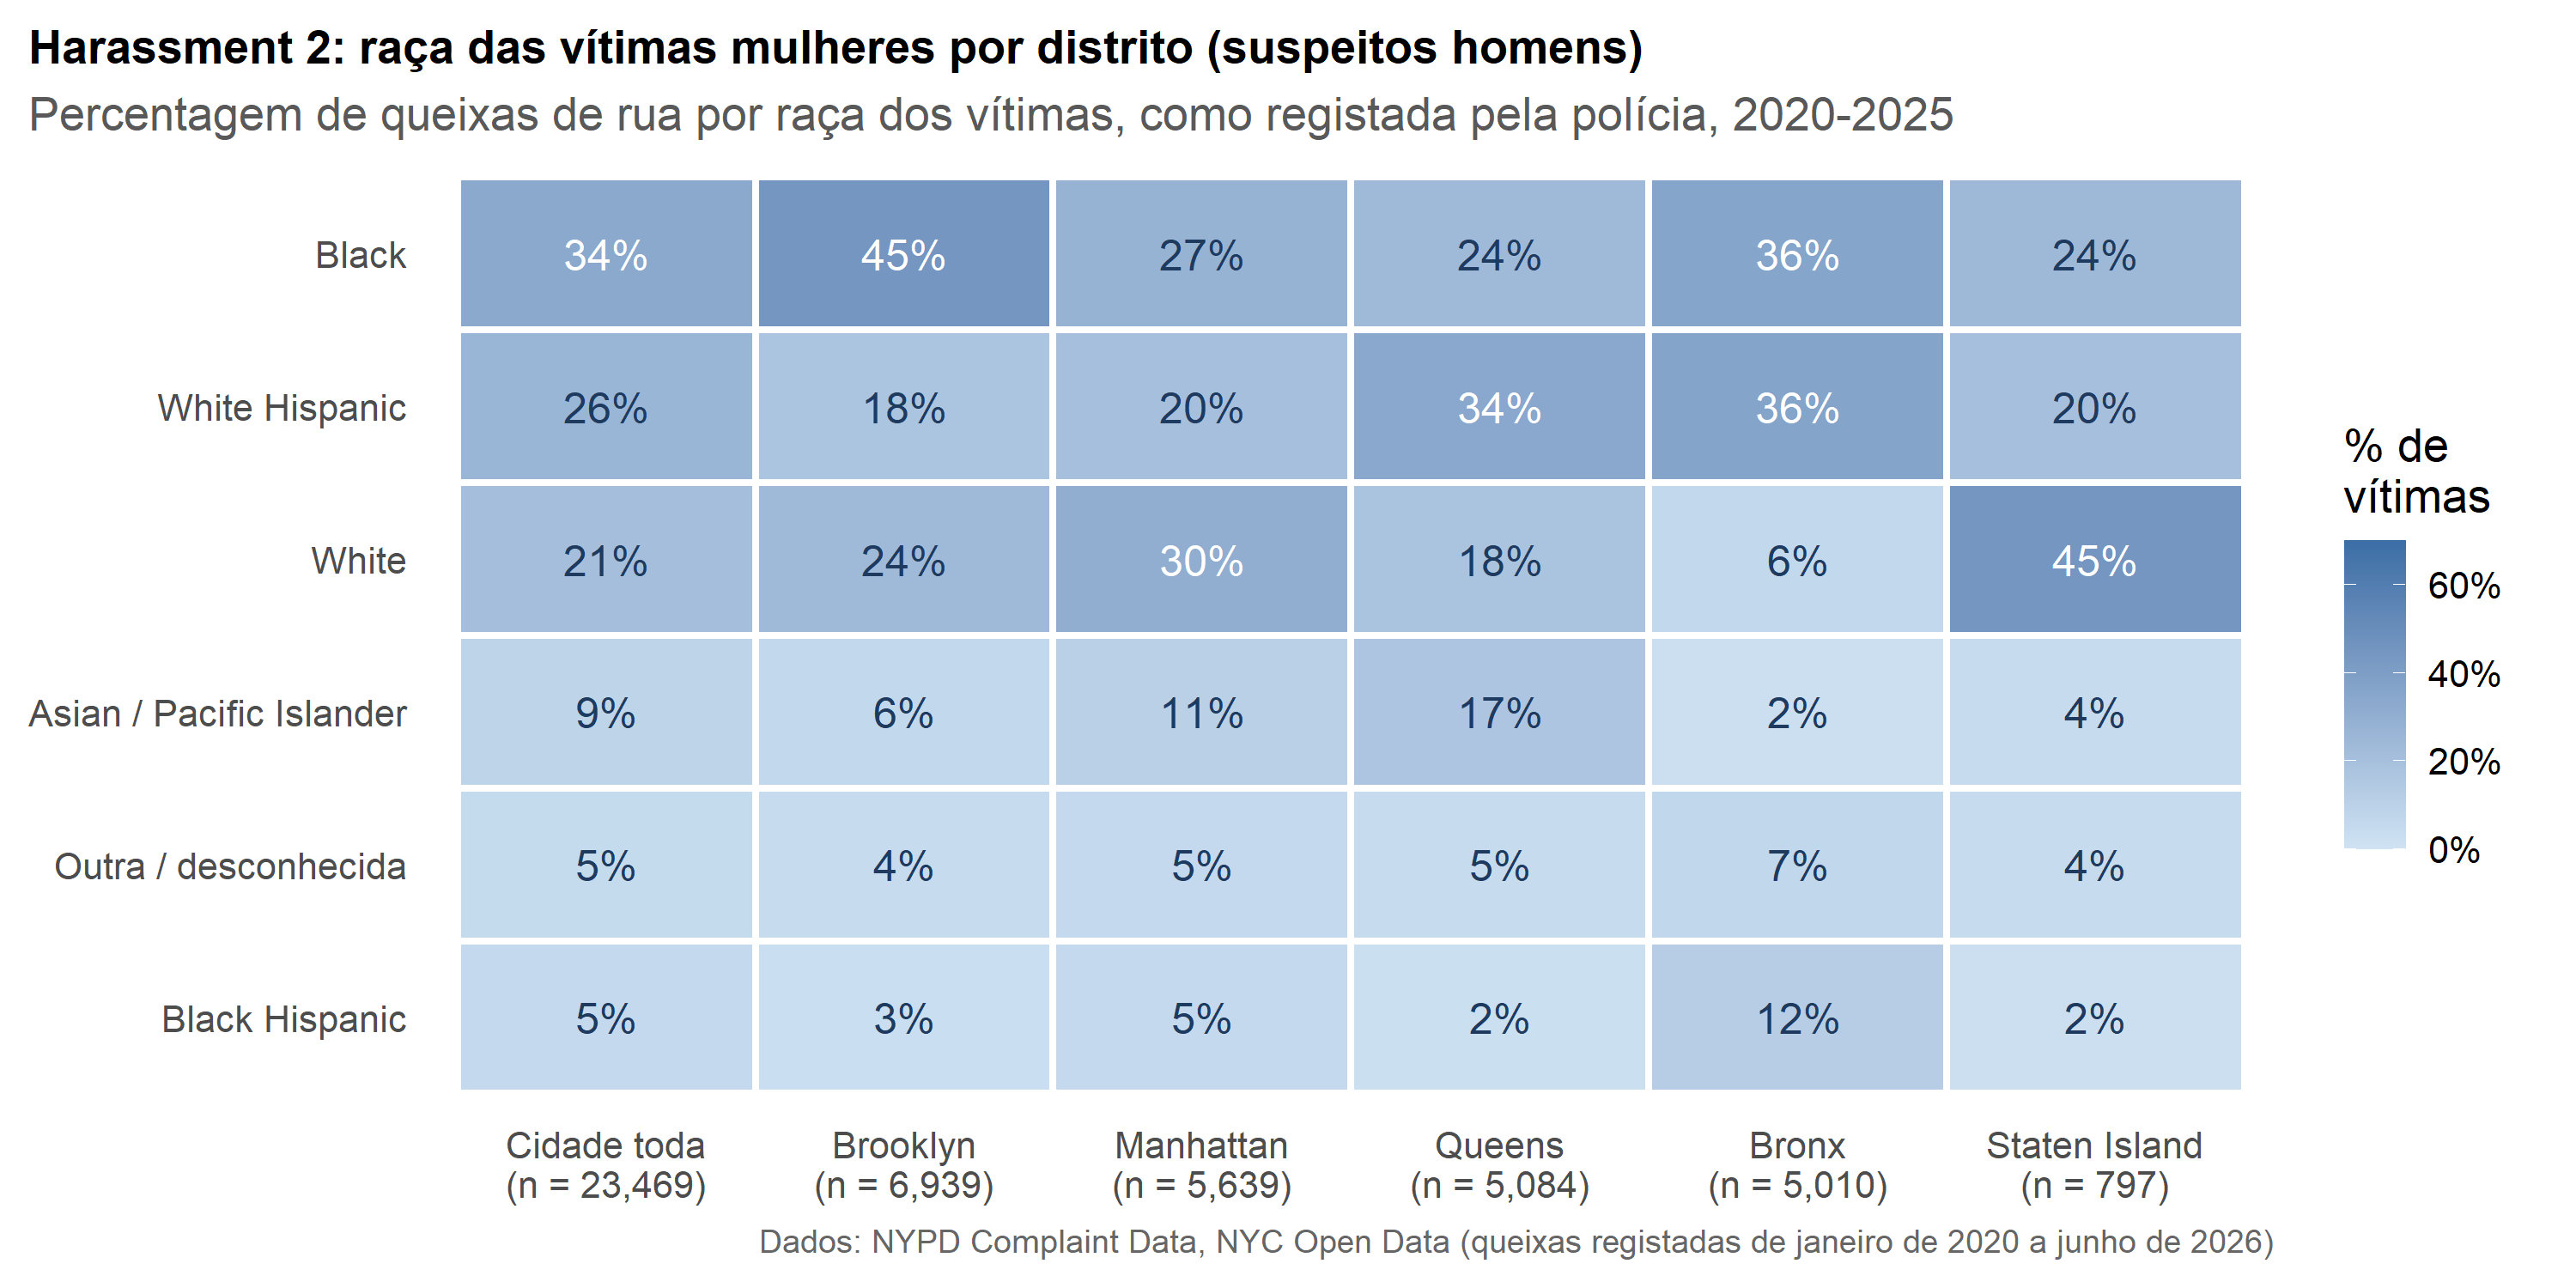 Harassment 2: raça das vítimas mulheres por distrito (suspeitos homens)
Percentagem de queixas de rua por raça dos vítimas, como registada pela polícia, 2020-2025
Black 34% 45% 27% 24% 36% 24%
White Hispanic 26% 18% 20% 34% 36% 20%
White 21% 24% 30% 18% 6% 45%
Asian / Pacific Islander 9% 6% 11% 17% 2% 4%
Outra / desconhecida 5% 4% 5% 5% 7% 4%
Black Hispanic 5% 3% 5% 2% 12% 2%
Cidade toda Brooklyn Manhattan Queens Bronx Staten Island
(n = 23,469) (n = 6,939) (n = 5,639) (n = 5,084) (n = 5,010) (n = 797)
% de
vítimas
60%
40%
20%
0%
Dados: NYPD Complaint Data, NYC Open Data (queixas registadas de janeiro de 2020 a junho de 2026)